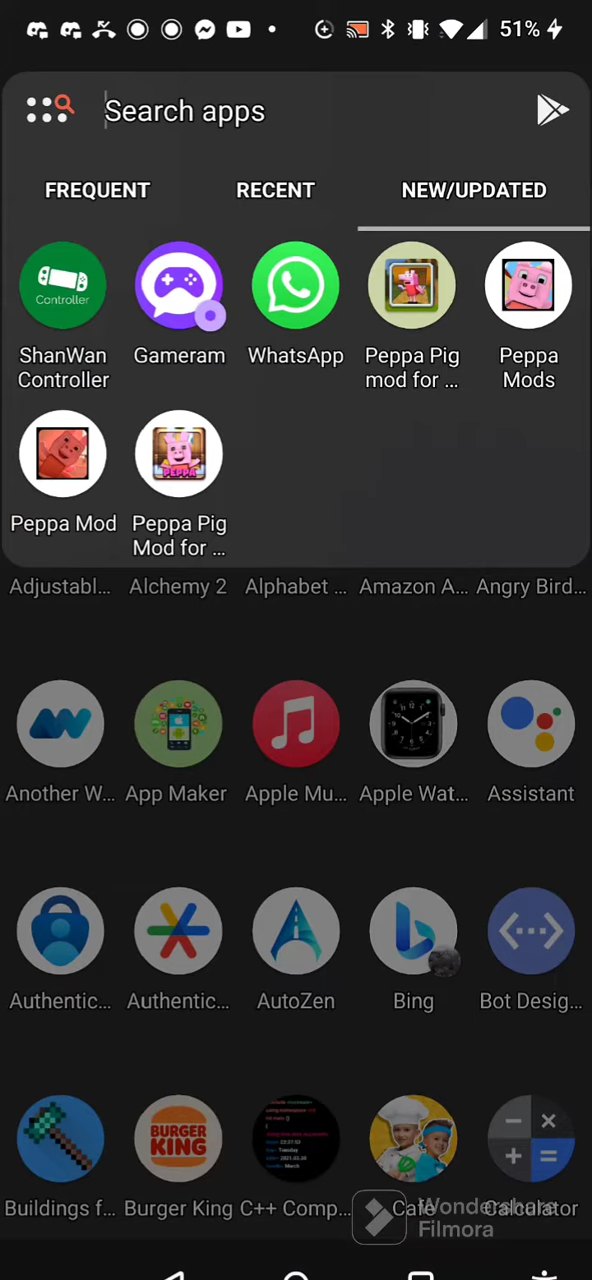 51%
Search apps
FREQUENT RECENT NEW/UPDATED
Controller
ShanWan Controller
Gameram
WhatsApp
Peppa Pig mod for ...
Peppa Mods
PEPPA
Peppa Mod
Peppa Pig Mod for ...
Adjustabl... Alchemy 2 Alphabet ... Amazon A... Angry Bird...
Another W... App Maker Apple Mu... Apple Wat... Assistant
Authentic... Authentic... AutoZen Bing Bot Desig...
BURGER
KING
Buildings f... Burger King C++ Comp... Cafe Calculator
Wondershare
Filmora